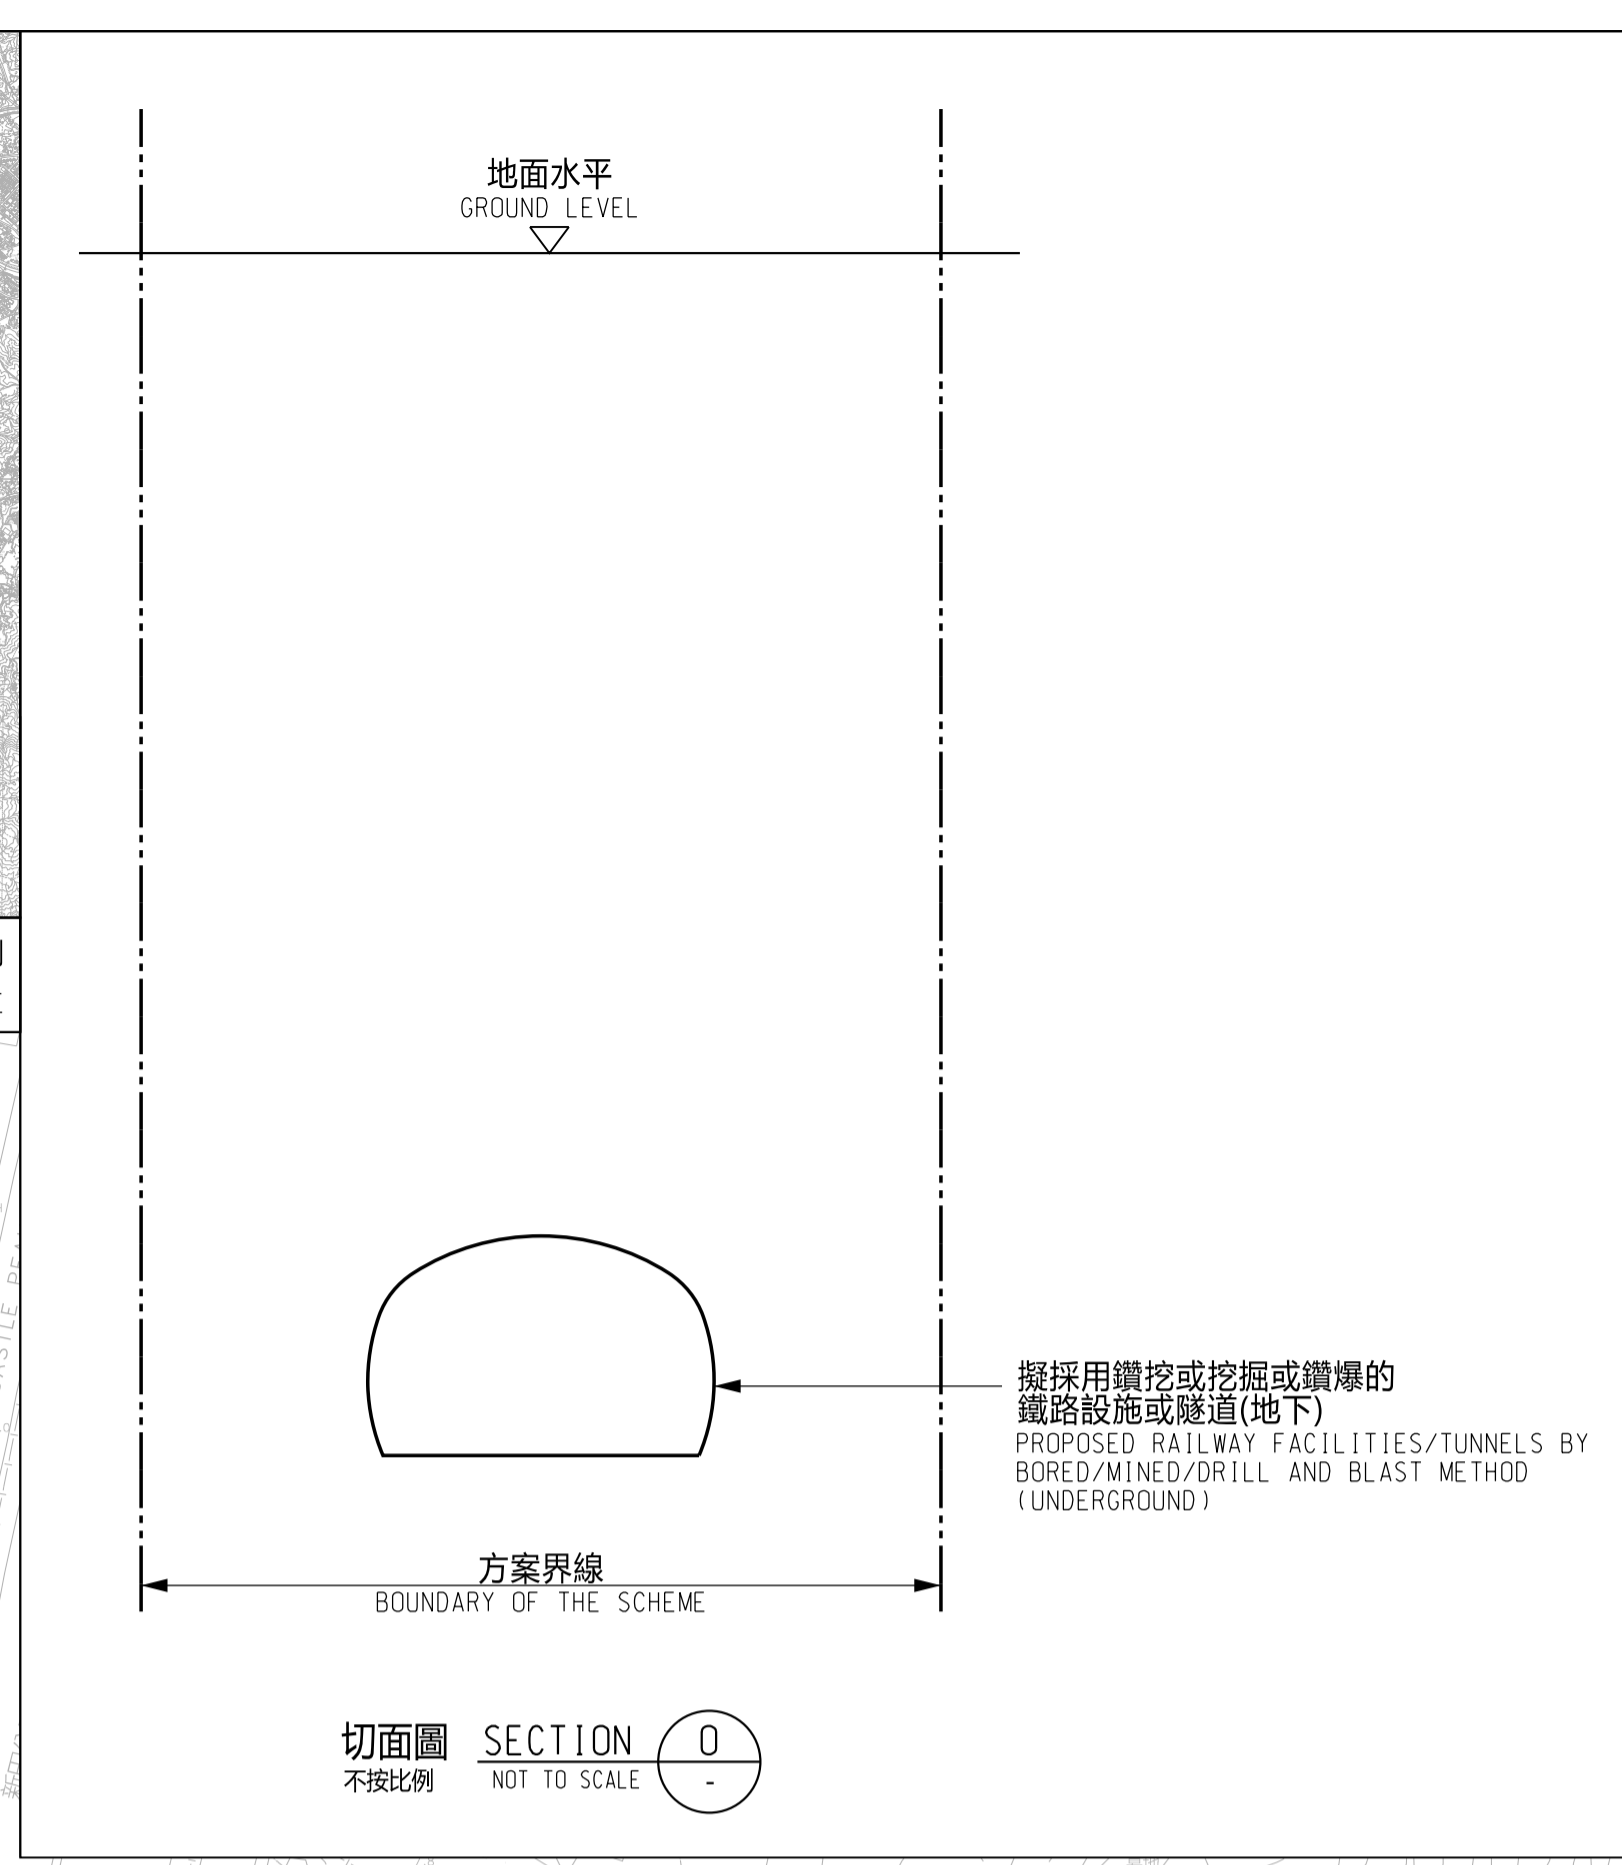 地面水平
GROUND LEVEL
擬採用鑽挖或挖掘或鑽爆的
鐵路設施或隧道(地下)
PROPOSED RAILWAY FACILITIES/TUNNELS BY
BORED/MINED/DRILL AND BLAST METHOD
(UNDERGROUND)
方案界線
BOUNDARY OF THE SCHEME
切面圖 SECTION O
不按比例 NOT TO SCALE -